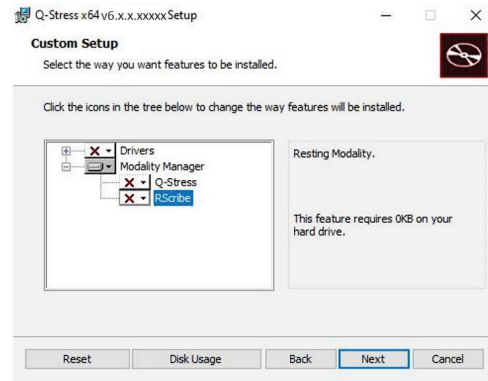 Q-Stress x64 v6.x.x.xxxxx Setup
Custom Setup
Select the way you want features to be installed.
Click the icons in the tree below to change the way features will be installed.
Drivers
Modality Manager
Q-Stress
RScribe
Resting Modality.
This feature requires 0KB on your
hard drive.
Reset
Disk Usage
Back
Next
Cancel